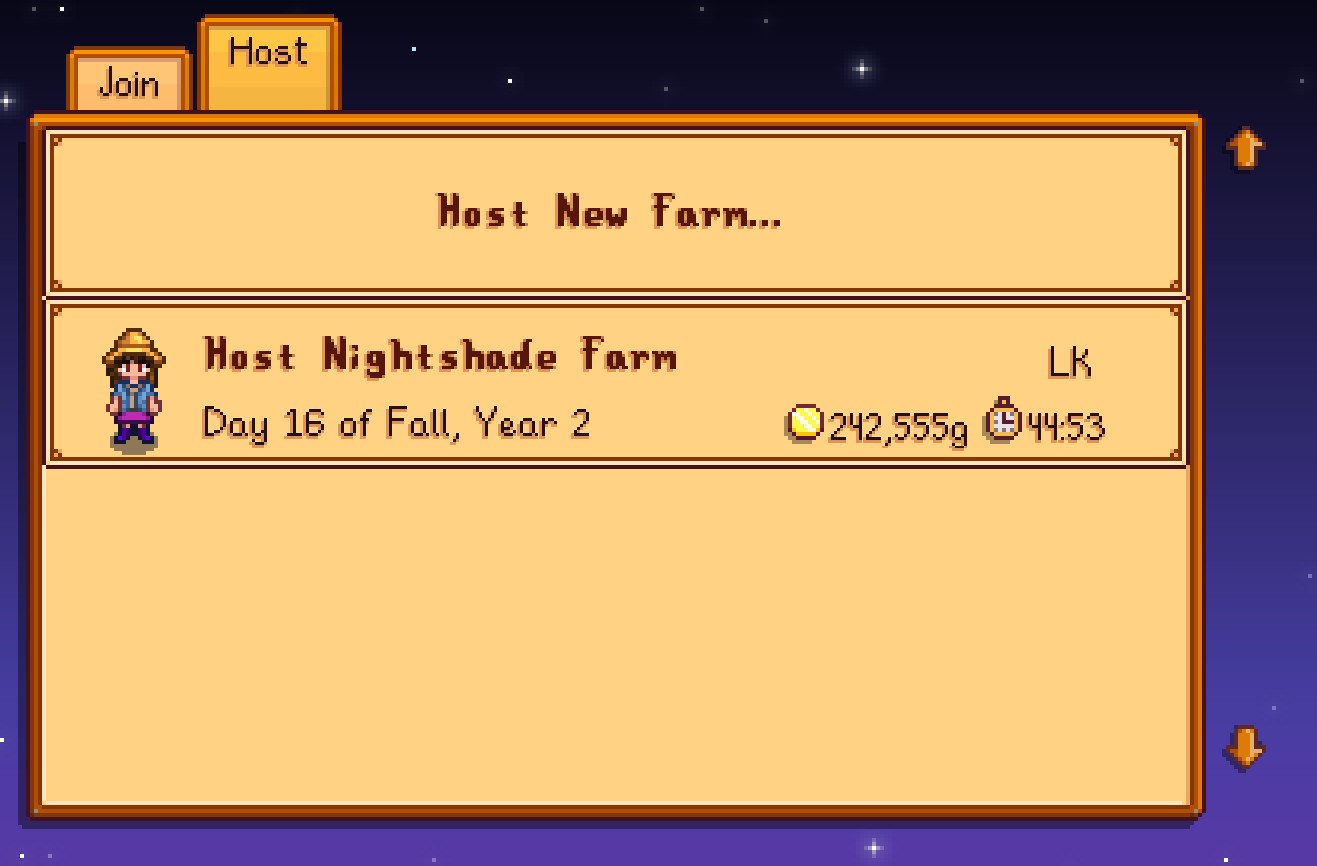 Join
Host
Host New Farm...
Host Nightshade Farm
LK
Day 16 of Fall, Year 2
242,555g
44:53